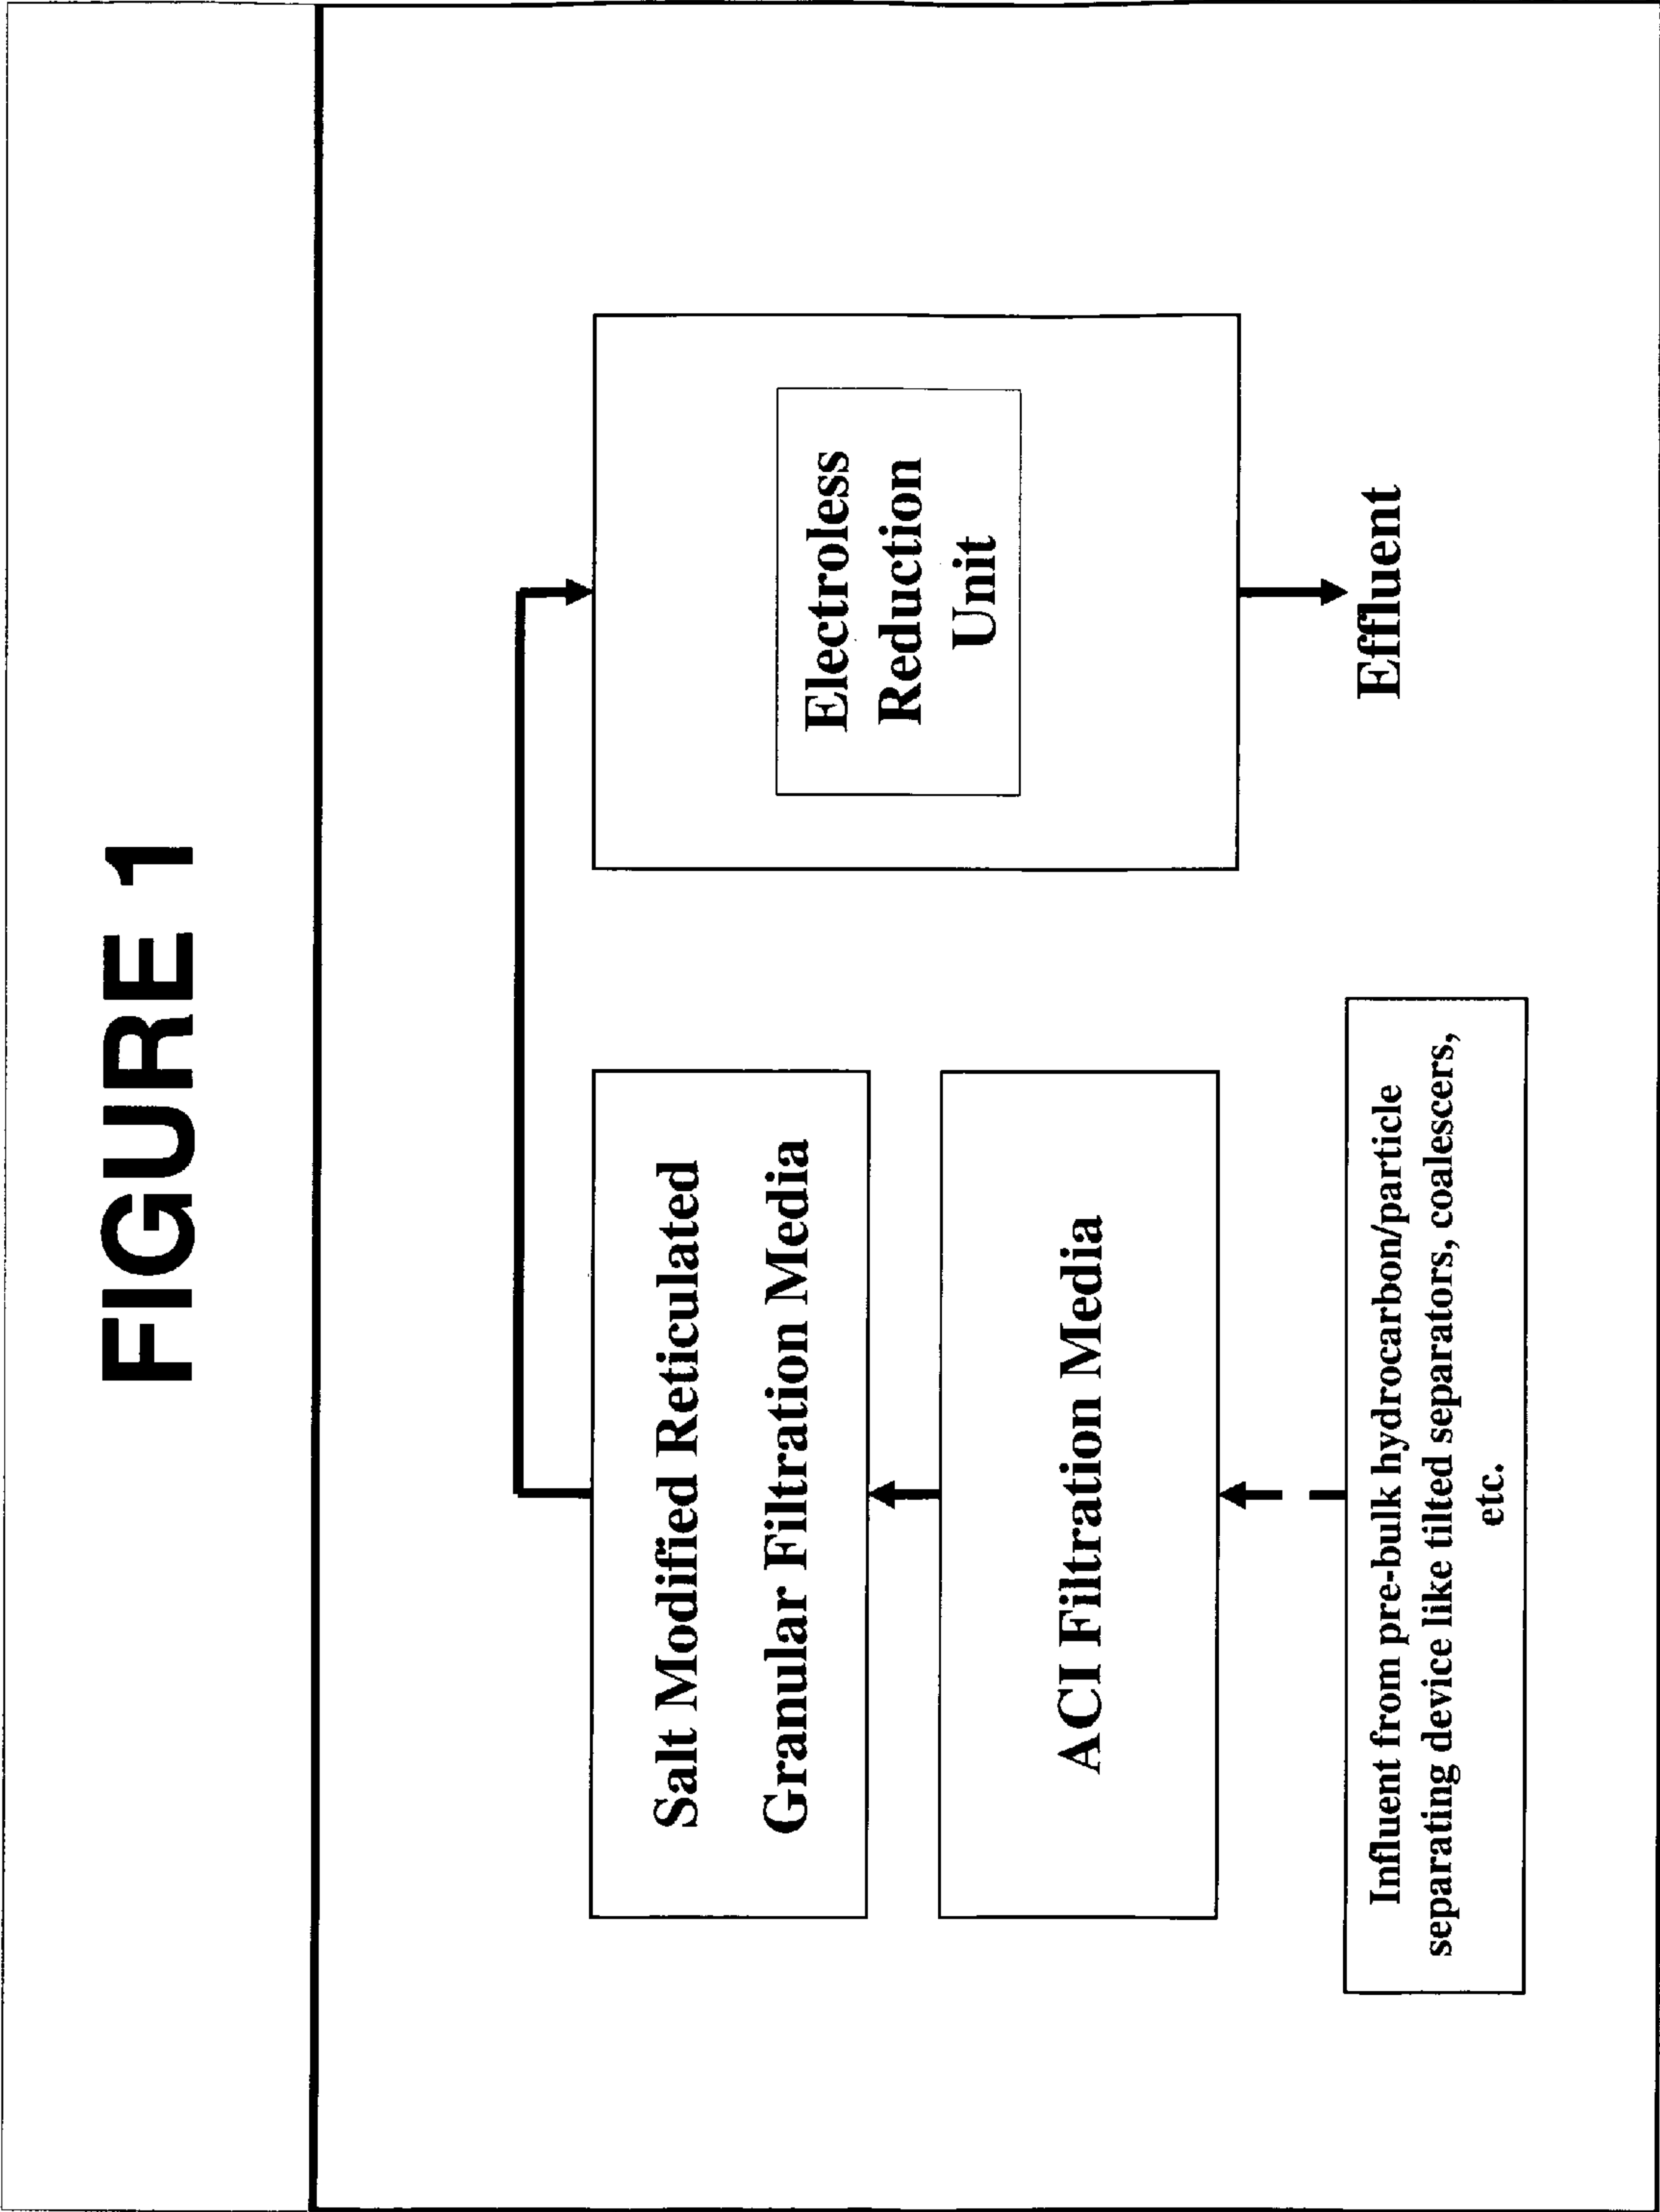 FIGURE 1
Salt Modified Reticulated
Granular Filtration Media
ACI Filtration Media
Influent from pre-bulk hydrocarbon/particle
separating device like tilted separators, coalescers,
etc.
Electroless
Reduction
Unit
Effluent